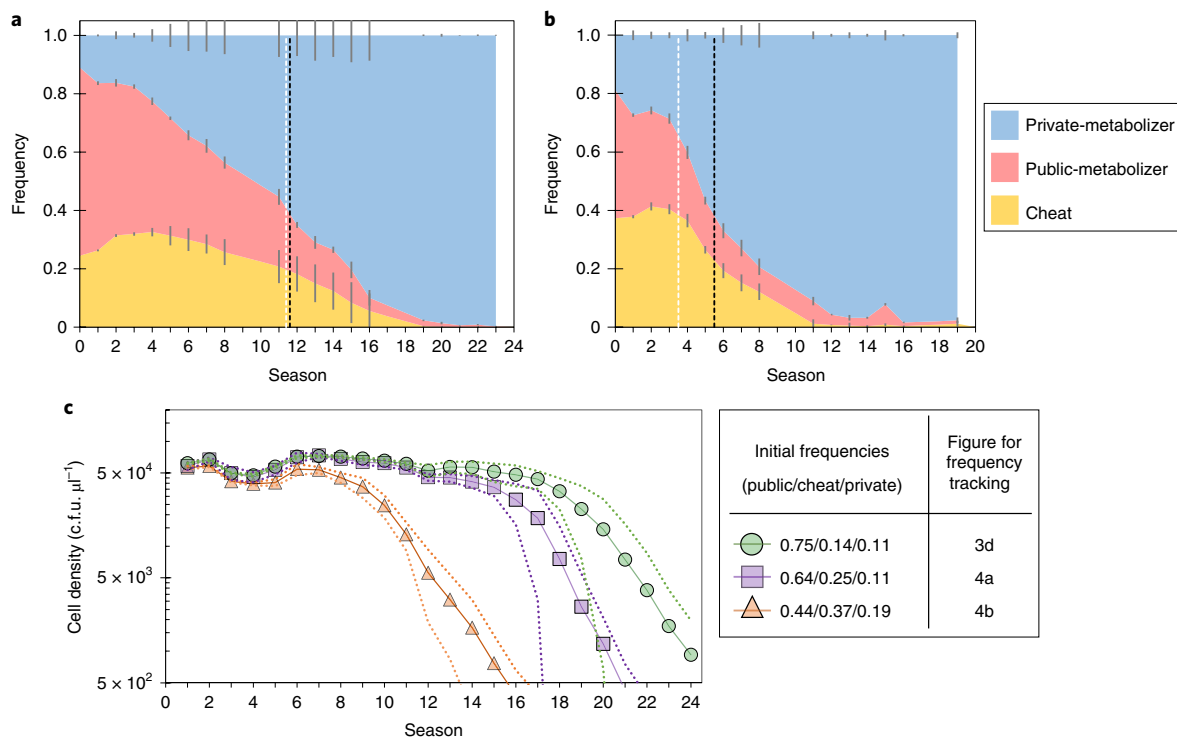 a
b
1.0
0.8
0.6
0.4
0.2
0
Frequency
0 2 4 6 8 10 12 14 16 18 20 22 24
Season
1.0
0.8
0.6
0.4
0.2
0
Frequency
0 2 4 6 8 10 12 14 16 18 20
Season
Private-metabolizer
Public-metabolizer
Cheat
c
5 × 10⁴
5 × 10³
5 × 10²
Cell density (c.f.u. μl⁻¹)
0 2 4 6 8 10 12 14 16 18 20 22 24
Season
Initial frequencies
(public/cheat/private)
Figure for
frequency
tracking
0.75/0.14/0.11 3d
0.64/0.25/0.11 4a
0.44/0.37/0.19 4b